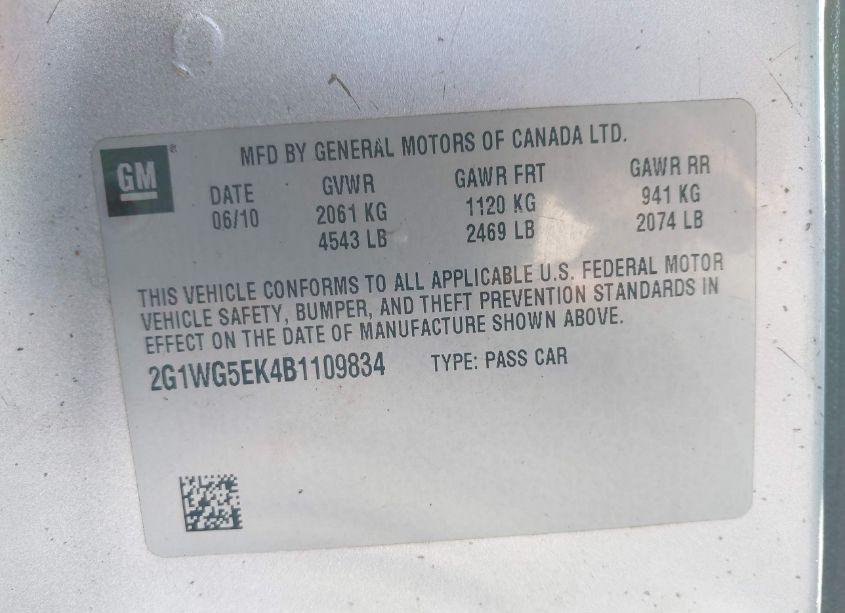 GM®
MFD BY GENERAL MOTORS OF CANADA LTD.
DATE GVWR GAWR FRT GAWR RR
06/10 2061 KG 1120 KG 941 KG
4543 LB 2469 LB 2074 LB
THIS VEHICLE CONFORMS TO ALL APPLICABLE U.S. FEDERAL MOTOR
VEHICLE SAFETY, BUMPER, AND THEFT PREVENTION STANDARDS IN
EFFECT ON THE DATE OF MANUFACTURE SHOWN ABOVE.
2G1WG5EK4B1109834 TYPE: PASS CAR